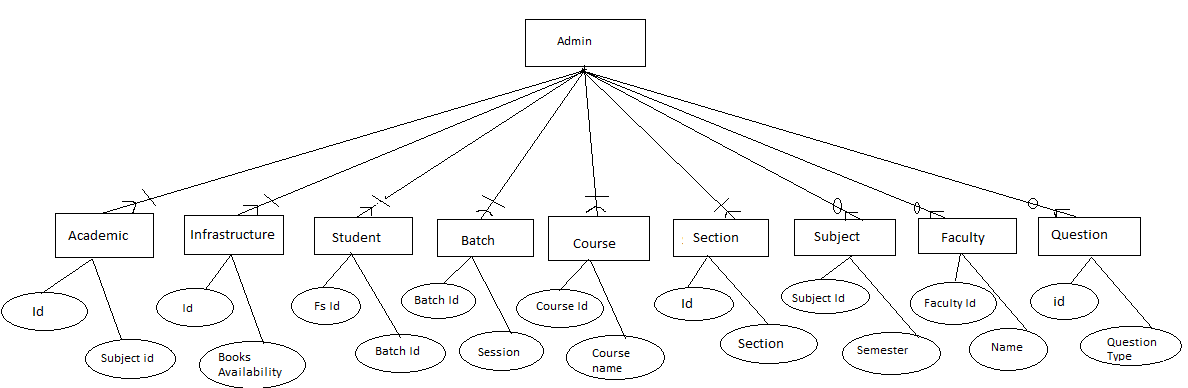 Admin
Academic
Infrastructure
Student
Batch
Course
Section
Subject
Faculty
Question
Id
Subject id
Id
Books
Availability
Fs Id
Batch Id
Batch Id
Session
Course Id
Course
name
Id
Section
Subject Id
Semester
Faculty Id
Name
id
Question
Type